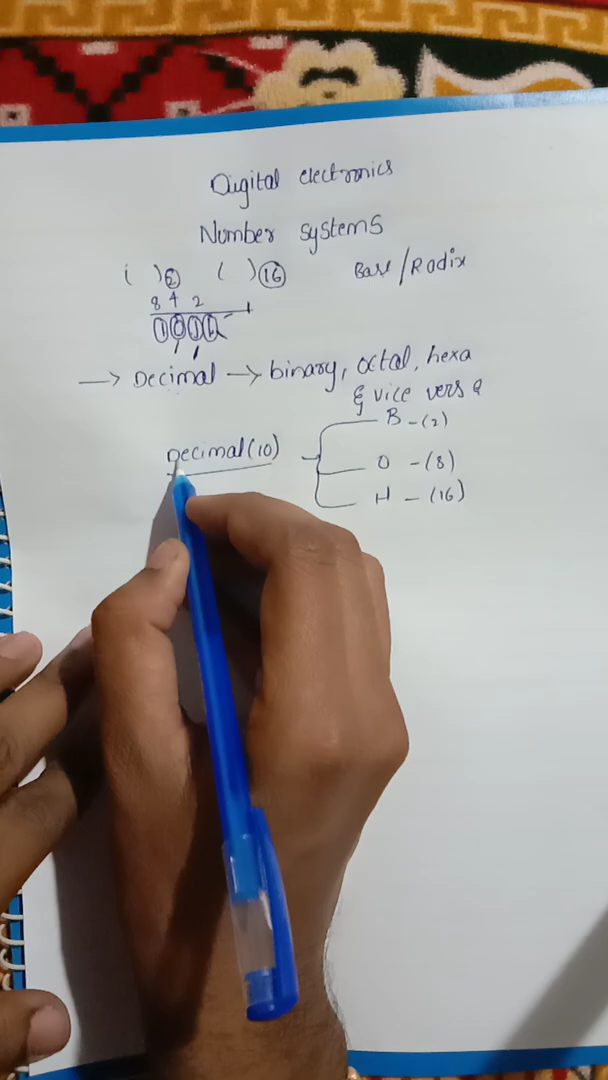 Digital electronics
Number systems
( )② ( )⑯ Base/Radix
8 4 2 1
→ Decimal → binary, octal, hexa
& vice versa
B - (2)
Decimal (10)
O - (8)
H - (16)